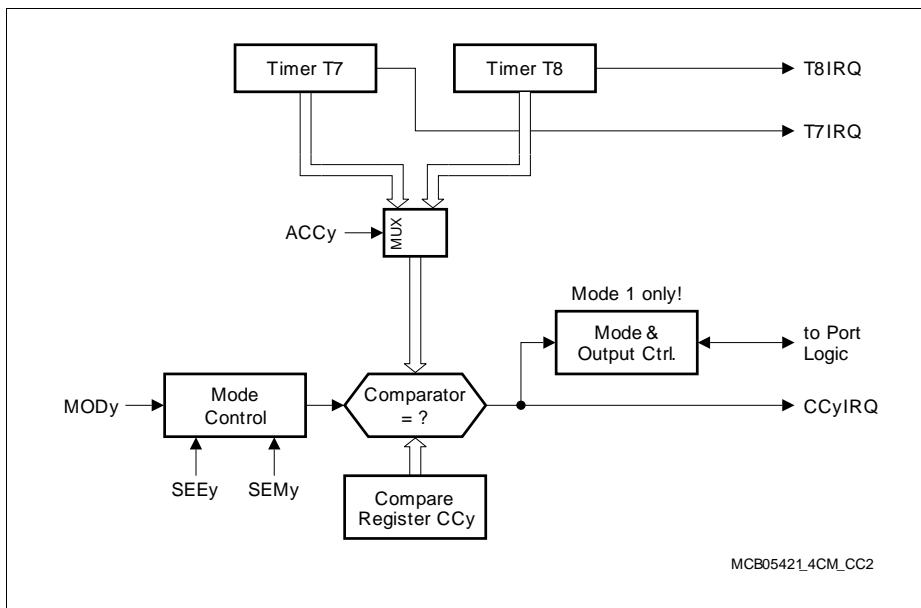 Timer T7
Timer T8
T8IRQ
T7IRQ
ACCy
MUX
Mode 1 only!
Mode &
Output Ctrl.
to Port
Logic
MODy
Mode
Control
Comparator
= ?
CCyIRQ
SEEy
SEMy
Compare
Register CCy
MCB05421_4CM_CC2